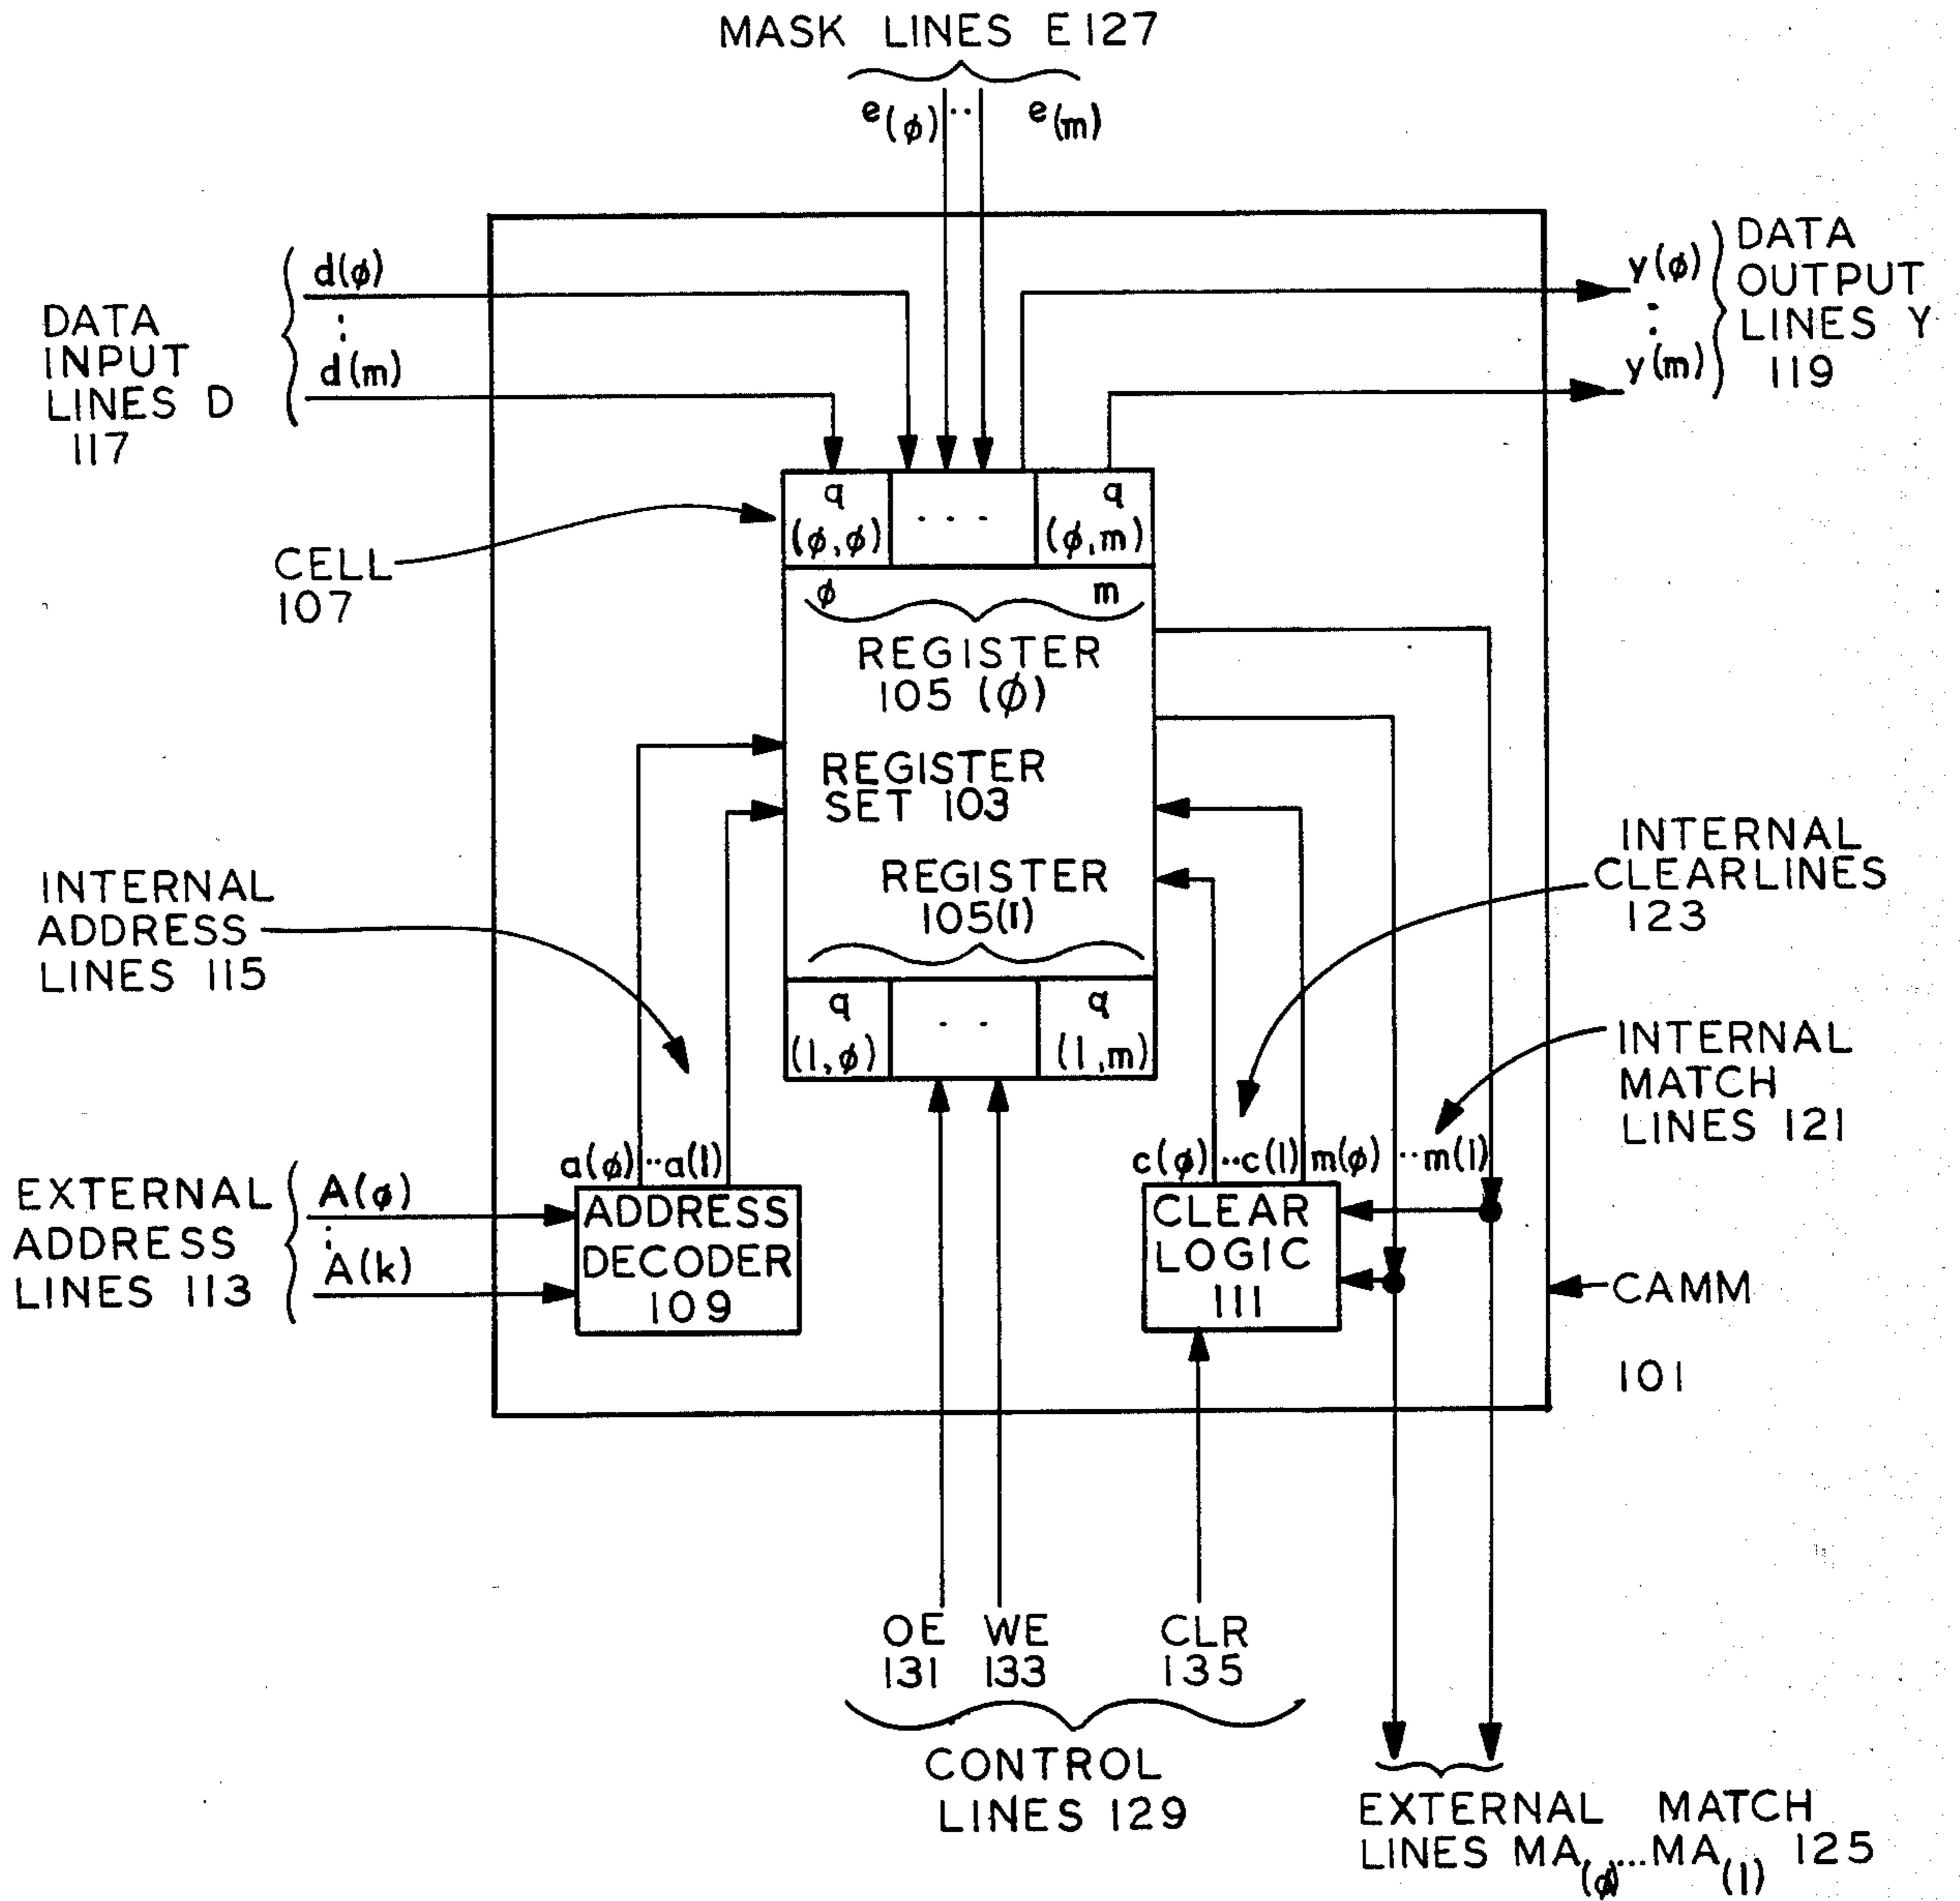 MASK LINES E127
e(ϕ) ·· e(m)
d(ϕ)
:
d(m)
DATA
INPUT
LINES D
117
y(ϕ)
:
y(m)
DATA
OUTPUT
LINES Y
119
q
(ϕ,ϕ)
- - -
q
(ϕ,m)
CELL
107
ϕ m
REGISTER
105 (ϕ)
REGISTER
SET 103
REGISTER
105(l)
q
(l,ϕ)
- -
q
(l,m)
INTERNAL
ADDRESS
LINES 115
INTERNAL
CLEARLINES
123
INTERNAL
MATCH
LINES 121
a(ϕ) ·· a(l)
c(ϕ) ·· c(l) m(ϕ) ·· m(l)
EXTERNAL
ADDRESS
LINES 113
A(ϕ)
:
A(k)
ADDRESS
DECODER
109
CLEAR
LOGIC
111
CAMM
101
OE
131
WE
133
CLR
135
CONTROL
LINES 129
EXTERNAL MATCH
LINES MA(ϕ)....MA(l) 125